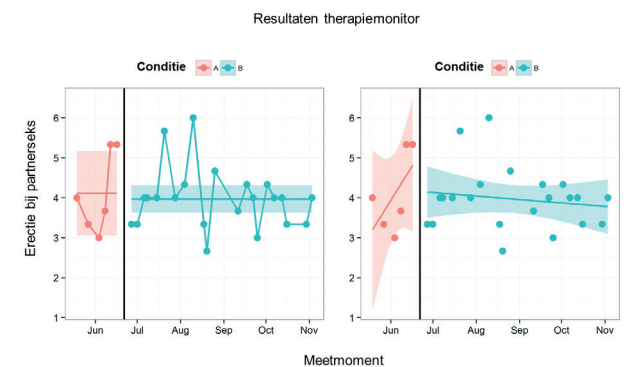 Resultaten therapiemonitor
Conditie A B
Conditie A B
Erectie bij partnerseks
6
5
4
3
2
1
Jun Jul Aug Sep Oct Nov
6
5
4
3
2
1
Jun Jul Aug Sep Oct Nov
Meetmoment